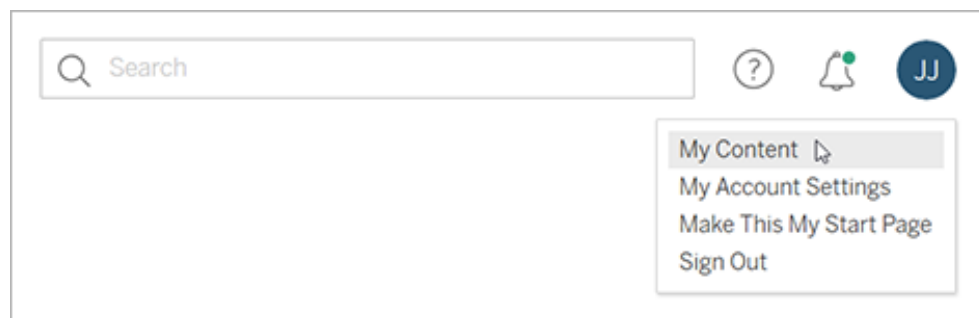 Search
?
JJ
My Content
My Account Settings
Make This My Start Page
Sign Out